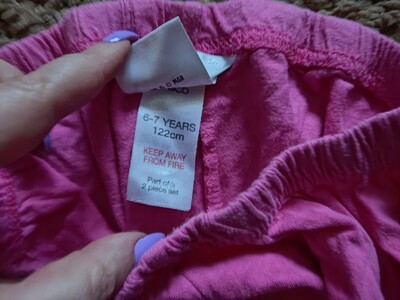 6-7 YEARS
122cm
KEEP AWAY
FROM FIRE
Part of a
2 piece set